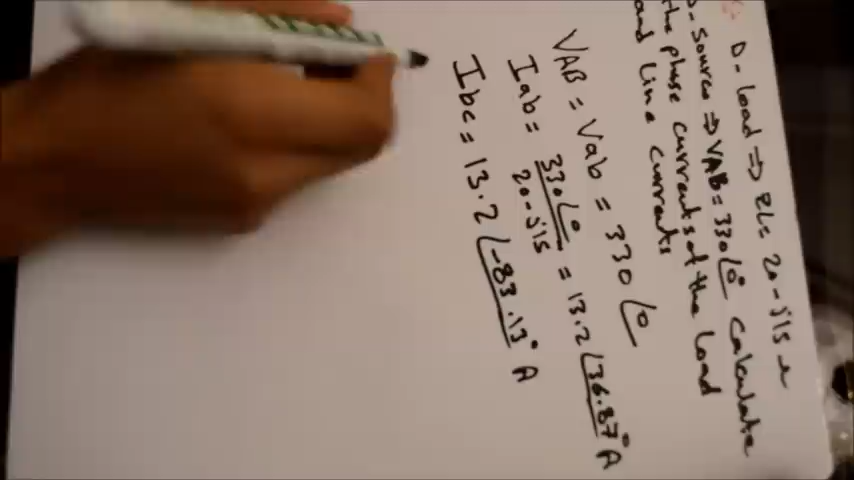 D - load ⇒ ZL = 20 - j15 Ω
Source ⇒ VAB = 330∠0° calculate
the phase currents of the load
and line currents
VAB = Vab = 330∠0
Iab = 330∠0 / 20 - j15 = 13.2∠36.87° A
Ibc = 13.2∠-83.13° A